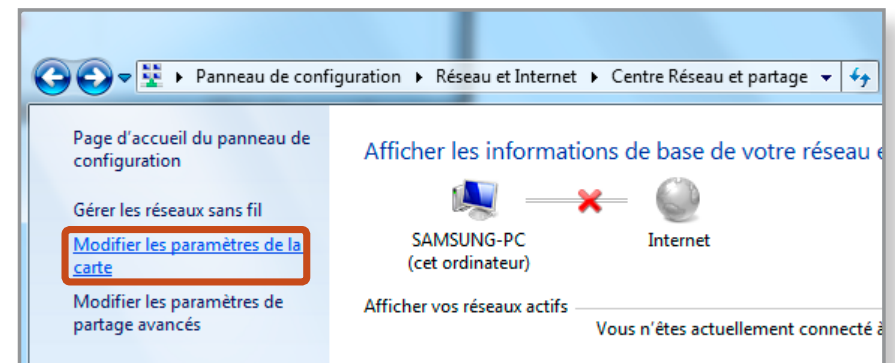 Panneau de configuration Réseau et Internet Centre Réseau et partage
Page d'accueil du panneau de
configuration
Gérer les réseaux sans fil
Modifier les paramètres de la
carte
Modifier les paramètres de
partage avancés
Afficher les informations de base de votre réseau
SAMSUNG-PC
(cet ordinateur)
Internet
Afficher vos réseaux actifs
Vous n'êtes actuellement connecté